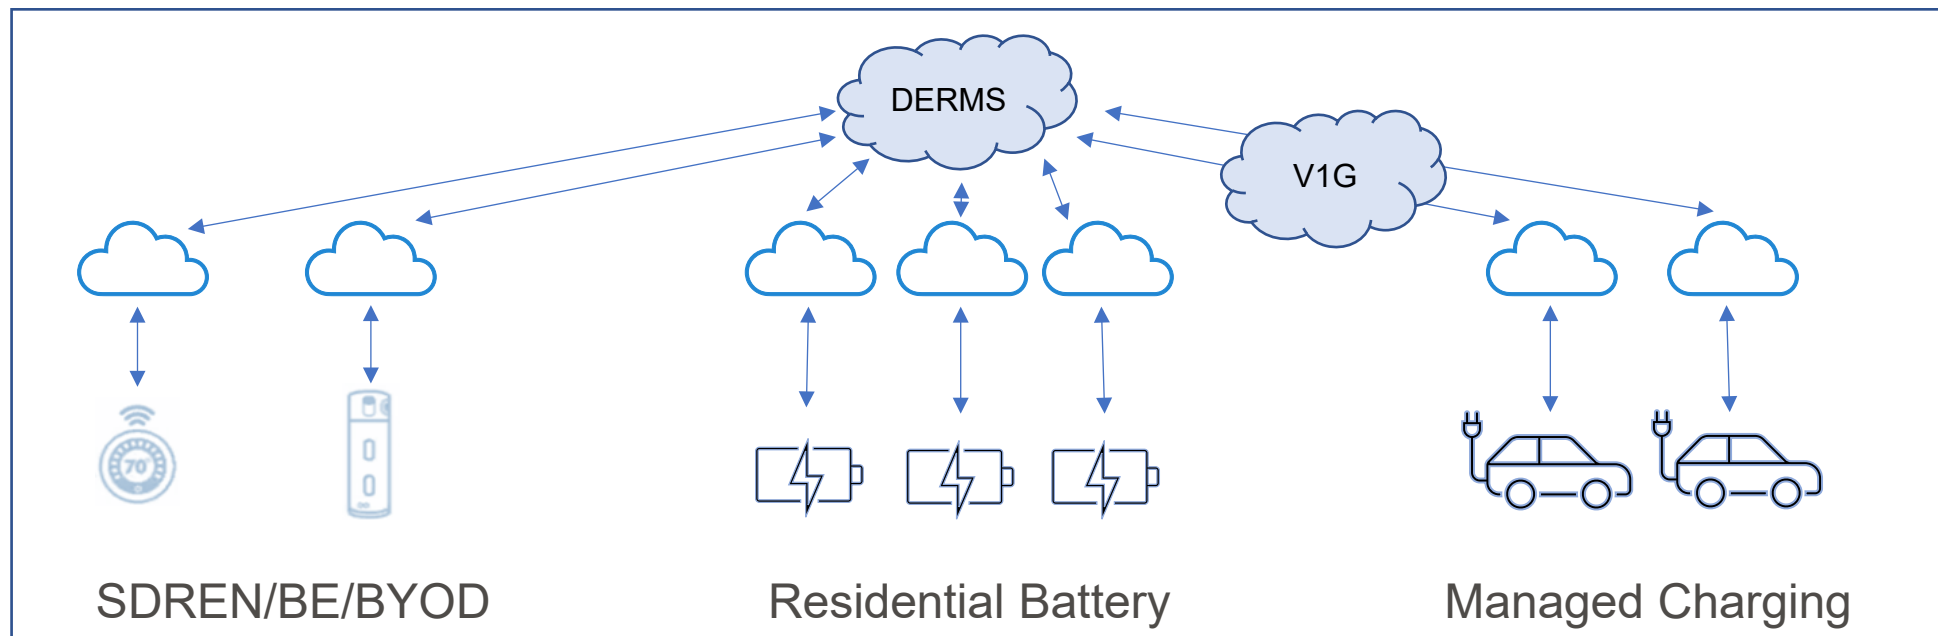 DERMS
V1G
70°
SDREN/BE/BYOD
Residential Battery
Managed Charging